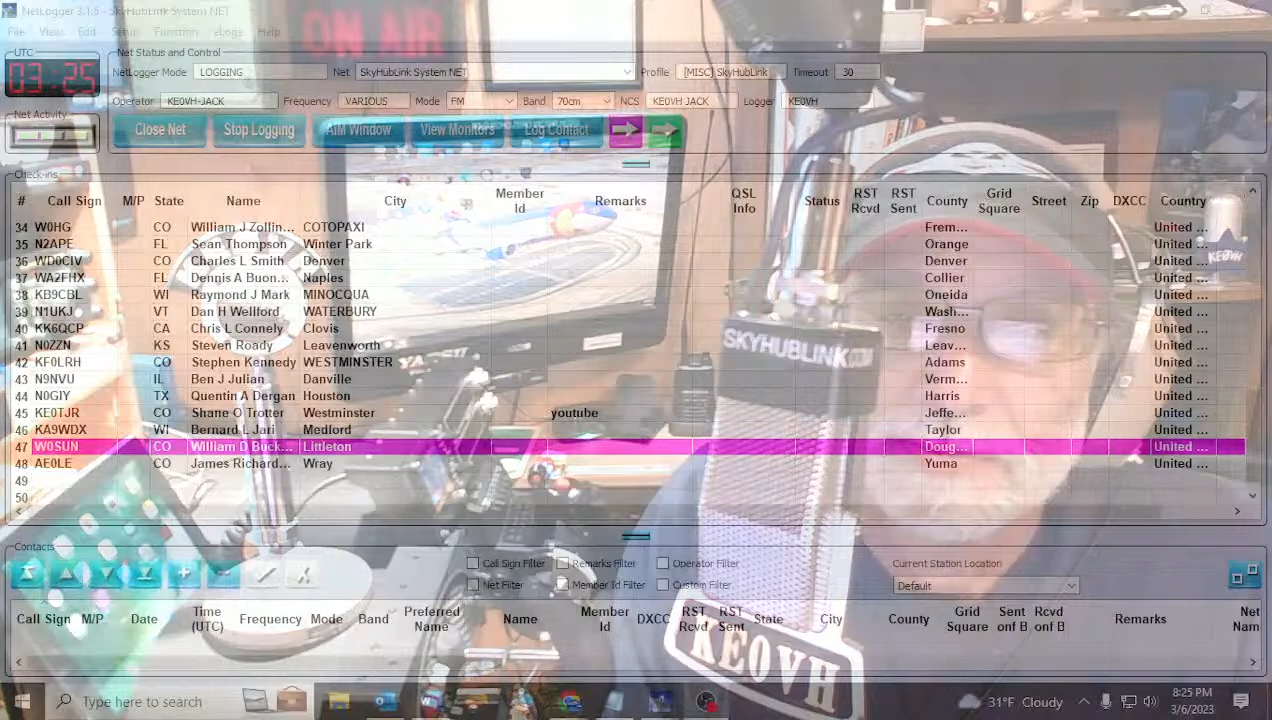 NetLogger 3.1.5 - SkyHubLink System NET
File View Edit Setup Function eLogs Help
UTC
03 25
Net Status and Control
NetLogger Mode LOGGING Net SkyHubLink System NET Profile [MISC] SkyHubLink Timeout 30
Operator KE0VH-JACK Frequency VARIOUS Mode FM Band 70cm NCS KE0VH JACK Logger KE0VH
Net Activity
Close Net Stop Logging AIM Window View Monitors Log Contact
ON AIR
Check-ins
# Call Sign M/P State Name City Member Id Remarks QSL Info Status RST Rcvd RST Sent County Grid Square Street Zip DXCC Country
34 W0HG CO William J Zollin... COTOPAXI Frem... United ...
35 N2APE FL Sean Thompson Winter Park Orange United ...
36 WD0CIV CO Charles L Smith Denver Denver United ...
37 WA2FHX FL Dennis A Buon... Naples Collier United ...
38 KB9CBL WI Raymond J Mark MINOCQUA Oneida United ...
39 N1UKJ VT Dan H Wellford WATERBURY Wash... United ...
40 KK6QCP CA Chris L Connely Clovis Fresno United ...
41 N0ZZN KS Steven Roady Leavenworth Leav... United ...
42 KF0LRH CO Stephen Kennedy WESTMINSTER Adams United ...
43 N9NVU IL Ben J Julian Danville Verm... United ...
44 N0GIY TX Quentin A Dergan Houston Harris United ...
45 KE0TJR CO Shane O Trotter Westminster youtube Jeffe... United ...
46 KA9WDX WI Bernard L Jari Medford Taylor United ...
47 W0SUN CO William D Buck... Littleton Doug... United ...
48 AE0LE CO James Richard... Wray Yuma United ...
49
50
KE0VH
SKYHUBLINK
Contacts
Call Sign Filter Remarks Filter Operator Filter
Net Filter Member Id Filter Custom Filter
Current Station Location
Default
Call Sign M/P Date Time (UTC) Frequency Mode Band Preferred Name Name Member Id DXCC RST Rcvd RST Sent State City County Grid Square Sent onf B Rcvd onf B Remarks Net Nam
KE0VH
Type here to search
31°F Cloudy
8:25 PM
3/6/2023